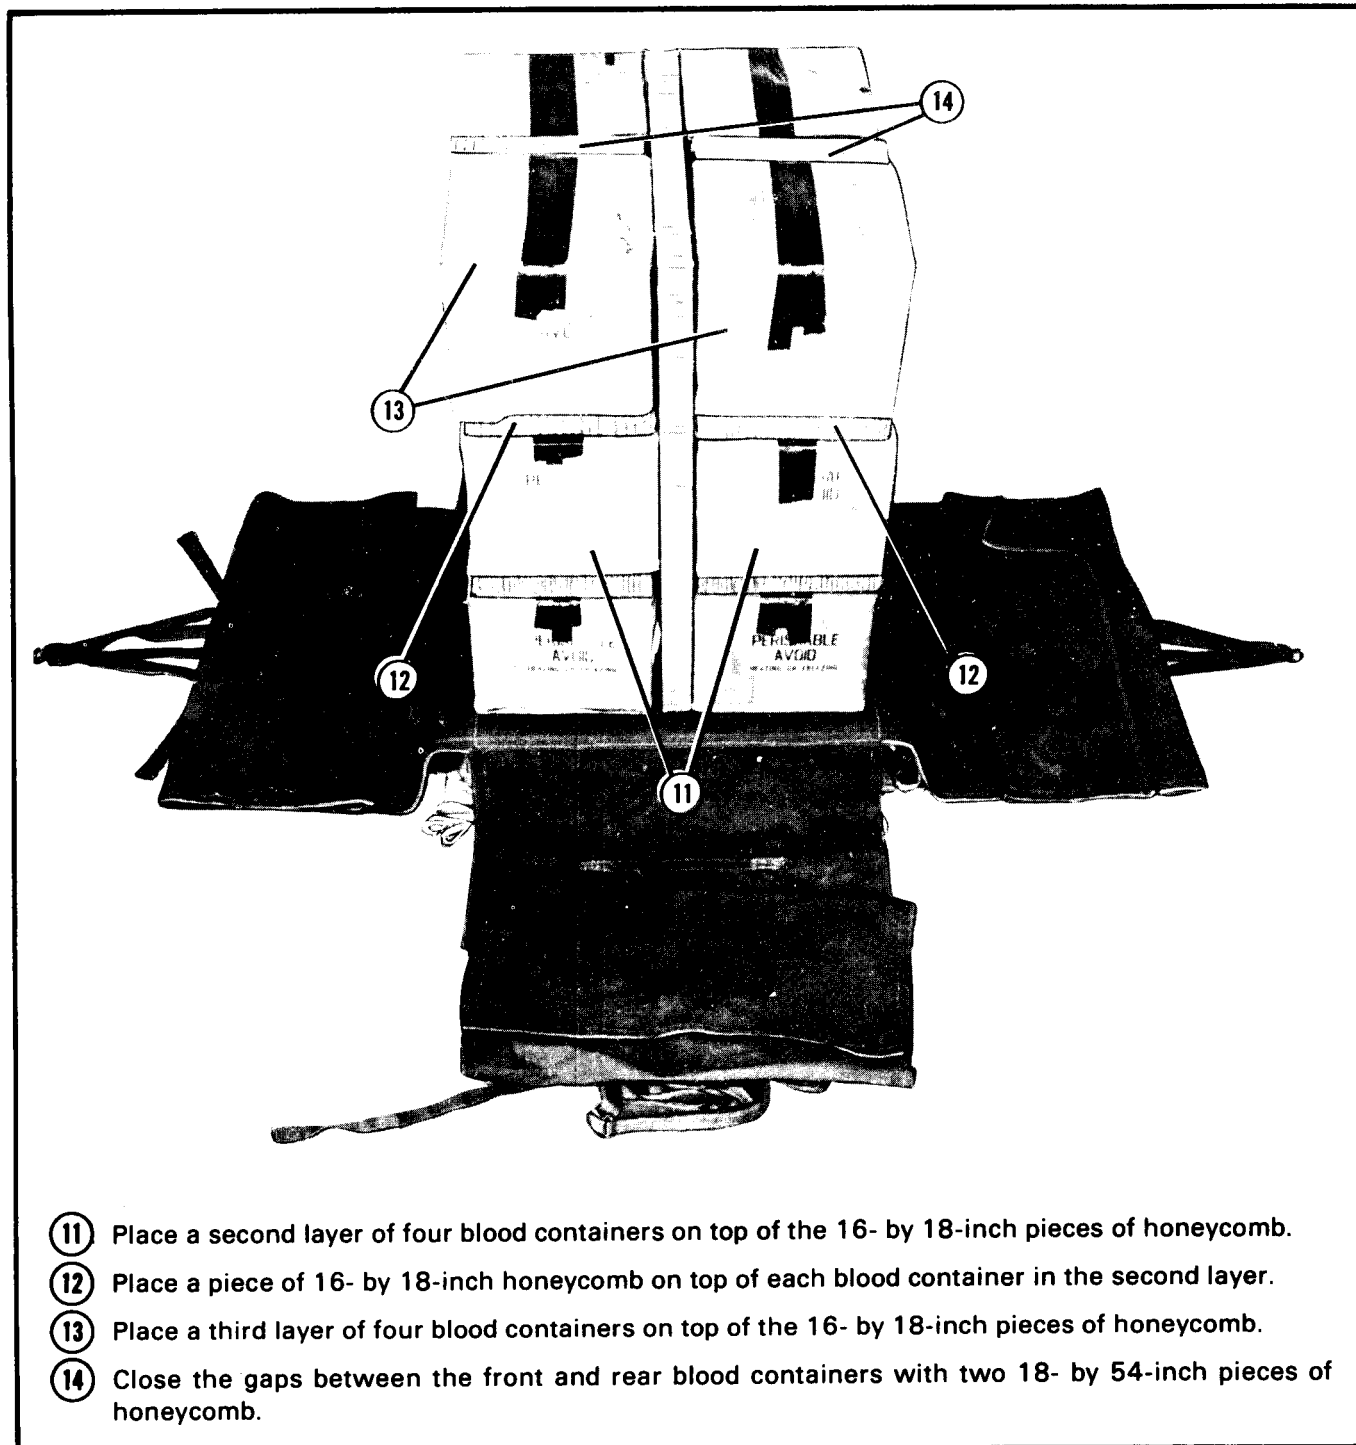 14
13
12
12
PERISHABLE
AVOID
AVOID
HEATING OR FREEZING
11
11 Place a second layer of four blood containers on top of the 16- by 18-inch pieces of honeycomb.
12 Place a piece of 16- by 18-inch honeycomb on top of each blood container in the second layer.
13 Place a third layer of four blood containers on top of the 16- by 18-inch pieces of honeycomb.
14 Close the gaps between the front and rear blood containers with two 18- by 54-inch pieces of
honeycomb.